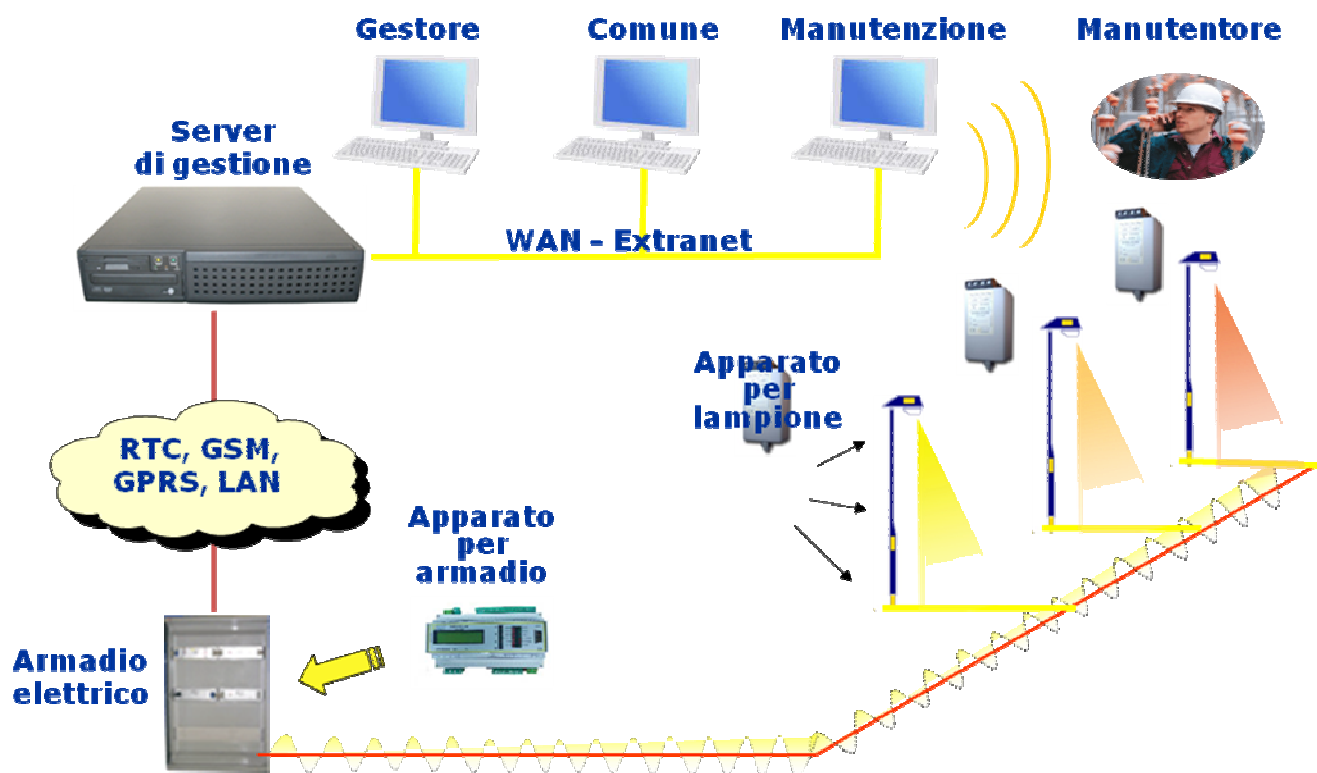 Gestore
Comune
Manutenzione
Manutentore
Server
di gestione
WAN – Extranet
Apparato
per
lampione
RTC, GSM,
GPRS, LAN
Apparato
per
armadio
Armadio
elettrico